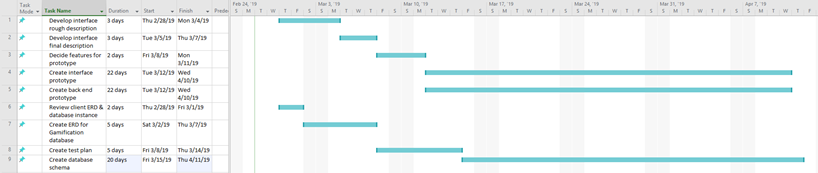 Task Mode Task Name Duration Start Finish Prede
Feb 24, '19 Mar 3, '19 Mar 10, '19 Mar 17, '19 Mar 24, '19 Mar 31, '19 Apr 7, '19
S M T W T F S S M T W T F S S M T W T F S S M T W T F S S M T W T F S S M T W T F S S M T W T F
1 Develop interface rough description 3 days Thu 2/28/19 Mon 3/4/19
2 Develop interface final description 3 days Tue 3/5/19 Thu 3/7/19
3 Decide features for prototype 2 days Fri 3/8/19 Mon 3/11/19
4 Create interface prototype 22 days Tue 3/12/19 Wed 4/10/19
5 Create back end prototype 22 days Tue 3/12/19 Wed 4/10/19
6 Review client ERD & database instance 2 days Thu 2/28/19 Fri 3/1/19
7 Create ERD for Gamification database 5 days Sat 3/2/19 Thu 3/7/19
8 Create test plan 5 days Fri 3/8/19 Thu 3/14/19
9 Create database schema 20 days Fri 3/15/19 Thu 4/11/19